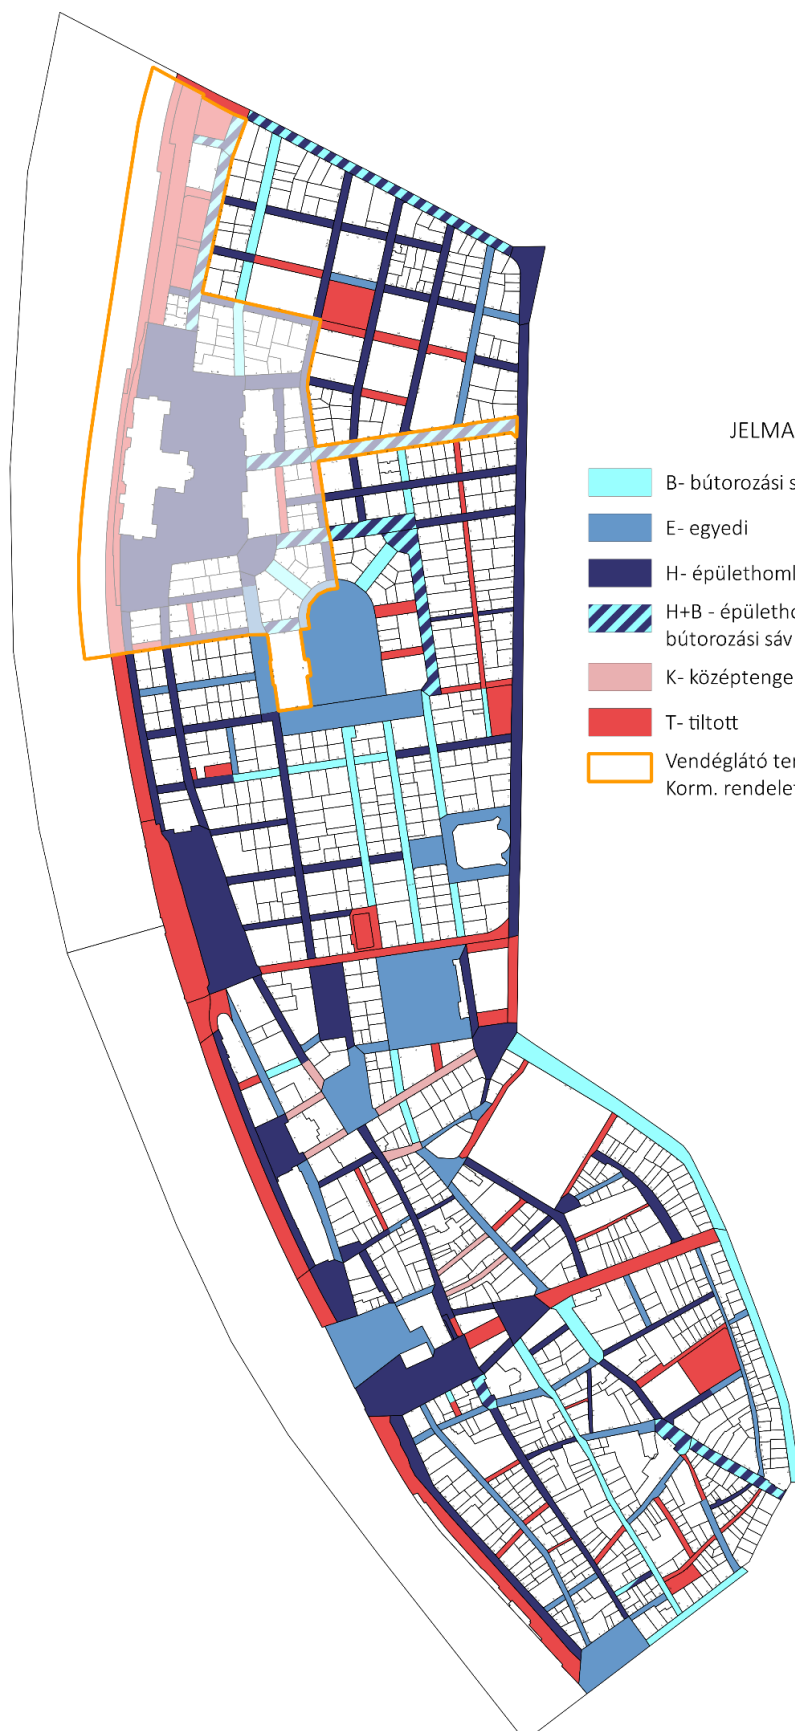 JELMA
B- bútorozási s
E- egyedi
H- épülethoml
H+B - épületho
bútorozási sáv
K- középtenge
T- tiltott
Vendéglátó ter
Korm. rendelet